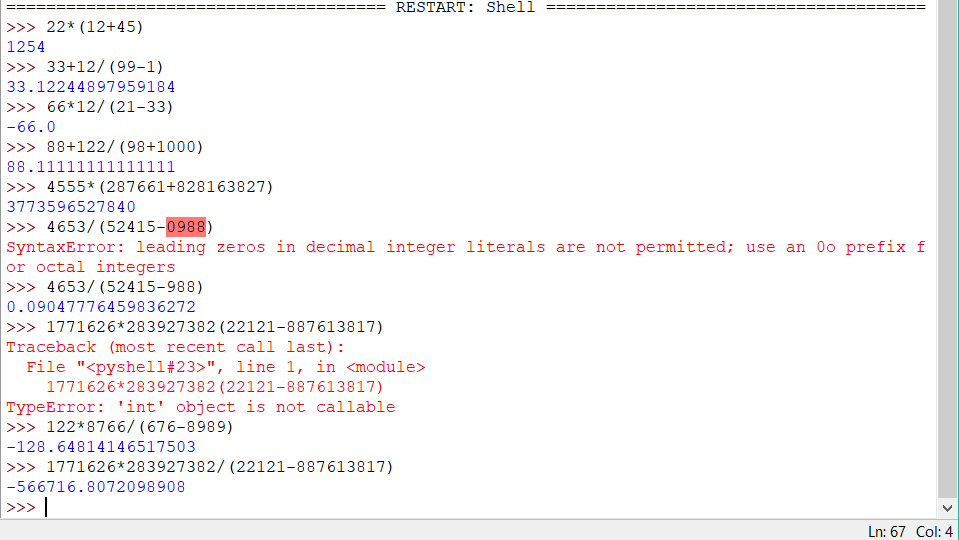 ====================================== RESTART: Shell ======================================
>>> 22*(12+45)
1254
>>> 33+12/(99-1)
33.12244897959184
>>> 66*12/(21-33)
-66.0
>>> 88+122/(98+1000)
88.11111111111111
>>> 4555*(287661+828163827)
3773596527840
>>> 4653/(52415-0988)
SyntaxError: leading zeros in decimal integer literals are not permitted; use an 0o prefix f
or octal integers
>>> 4653/(52415-988)
0.09047776459836272
>>> 1771626*283927382(22121-887613817)
Traceback (most recent call last):
  File "<pyshell#23>", line 1, in <module>
    1771626*283927382(22121-887613817)
TypeError: 'int' object is not callable
>>> 122*8766/(676-8989)
-128.64814146517503
>>> 1771626*283927382/(22121-887613817)
-566716.8072098908
>>>
Ln: 67 Col: 4